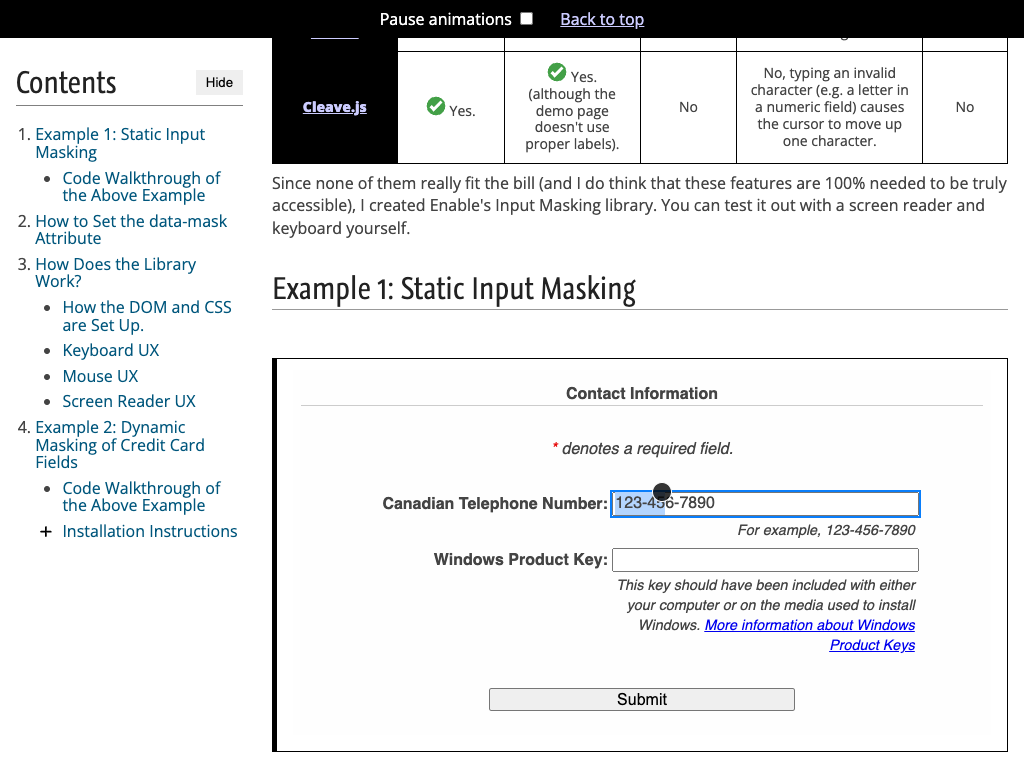 Pause animations
Back to top
Contents
Hide
1. Example 1: Static Input
Masking
• Code Walkthrough of
the Above Example
2. How to Set the data-mask
Attribute
3. How Does the Library
Work?
• How the DOM and CSS
are Set Up.
• Keyboard UX
• Mouse UX
• Screen Reader UX
4. Example 2: Dynamic
Masking of Credit Card
Fields
• Code Walkthrough of
the Above Example
+ Installation Instructions
Cleave.js
Yes.
Yes.
(although the
demo page
doesn't use
proper labels).
No
No, typing an invalid
character (e.g. a letter in
a numeric field) causes
the cursor to move up
one character.
No
Since none of them really fit the bill (and I do think that these features are 100% needed to be truly
accessible), I created Enable's Input Masking library. You can test it out with a screen reader and
keyboard yourself.
Example 1: Static Input Masking
Contact Information
* denotes a required field.
Canadian Telephone Number: 123-456-7890
For example, 123-456-7890
Windows Product Key:
This key should have been included with either
your computer or on the media used to install
Windows. More information about Windows
Product Keys
Submit